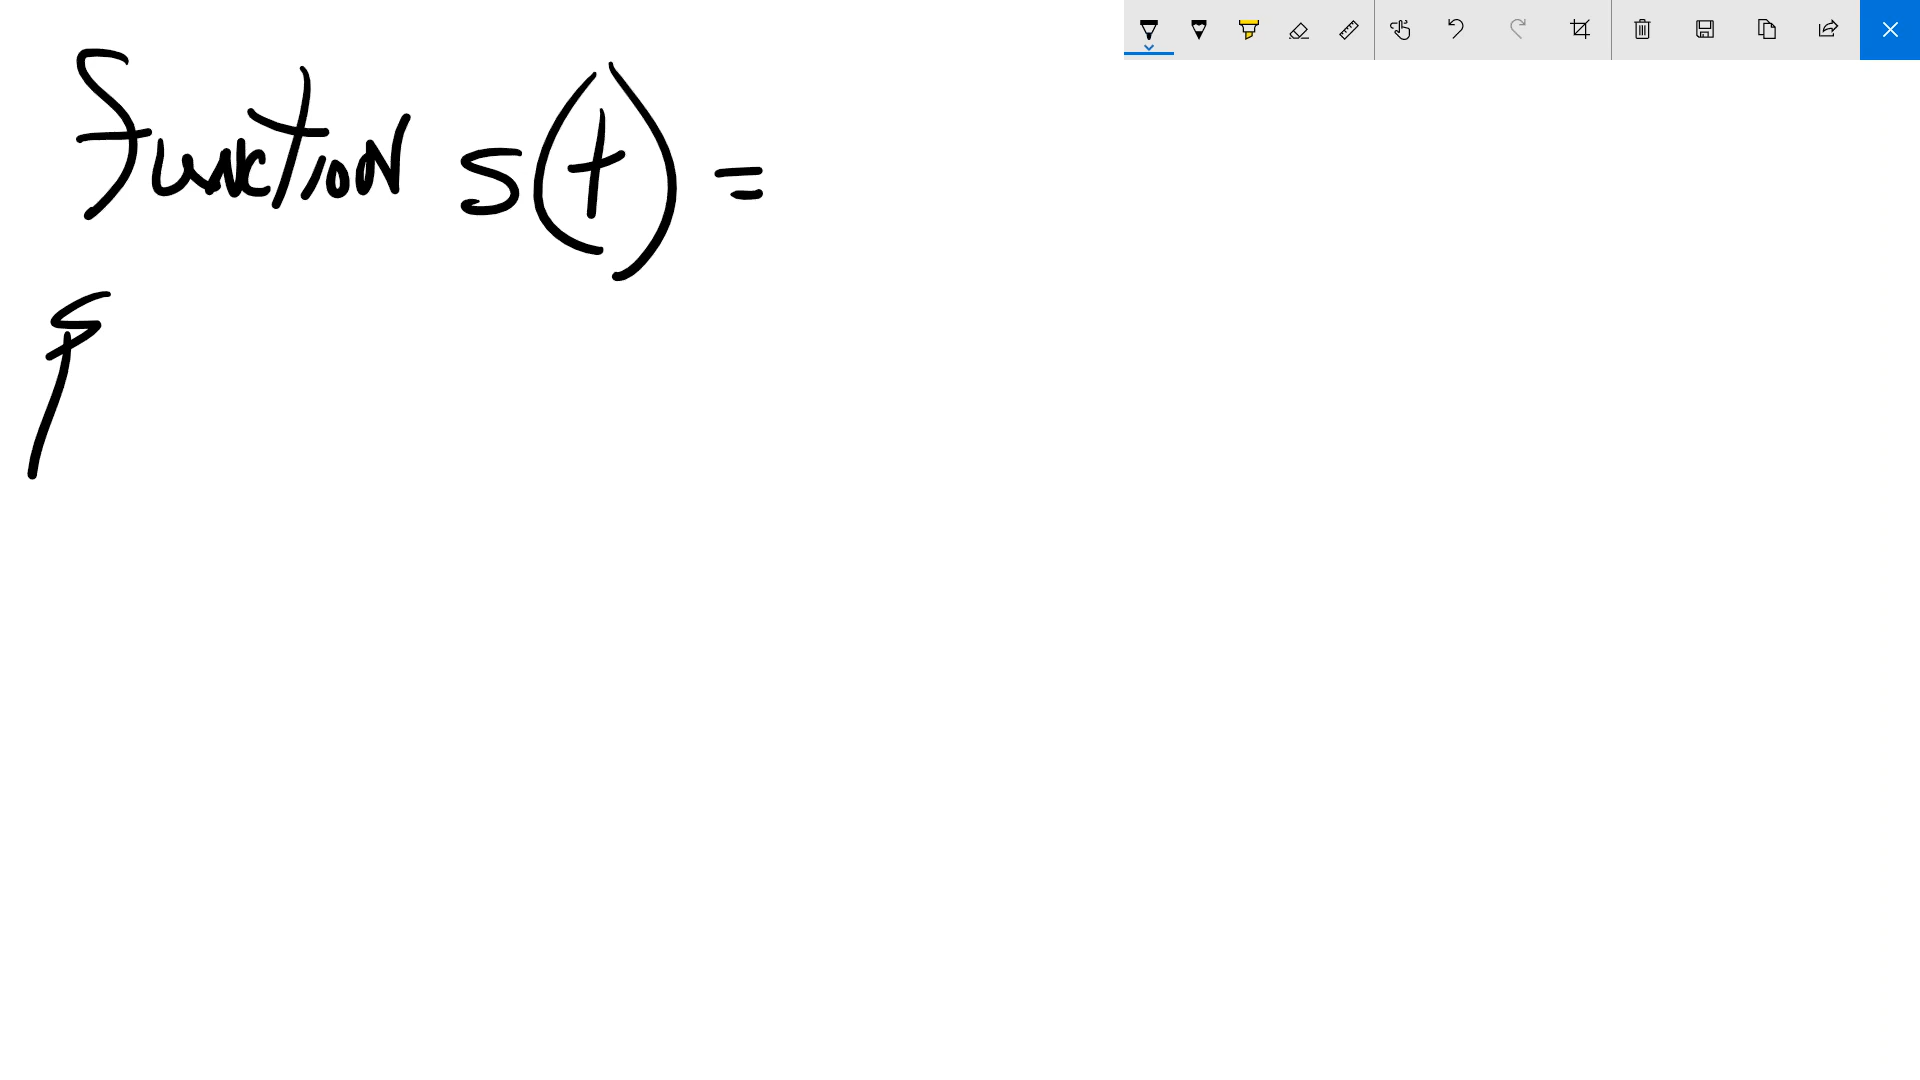 Function s(t) =